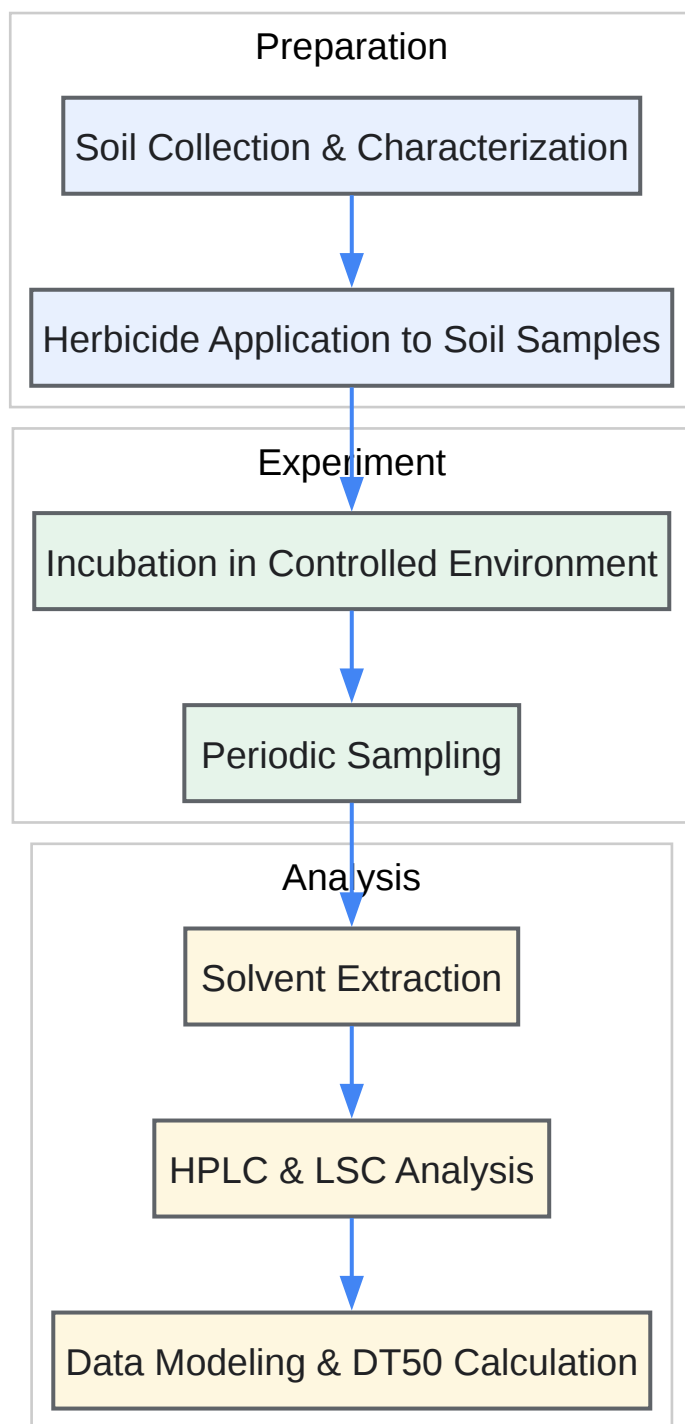 Preparation
Soil Collection & Characterization
Herbicide Application to Soil Samples
Experiment
Incubation in Controlled Environment
Periodic Sampling
Analysis
Solvent Extraction
HPLC & LSC Analysis
Data Modeling & DT50 Calculation